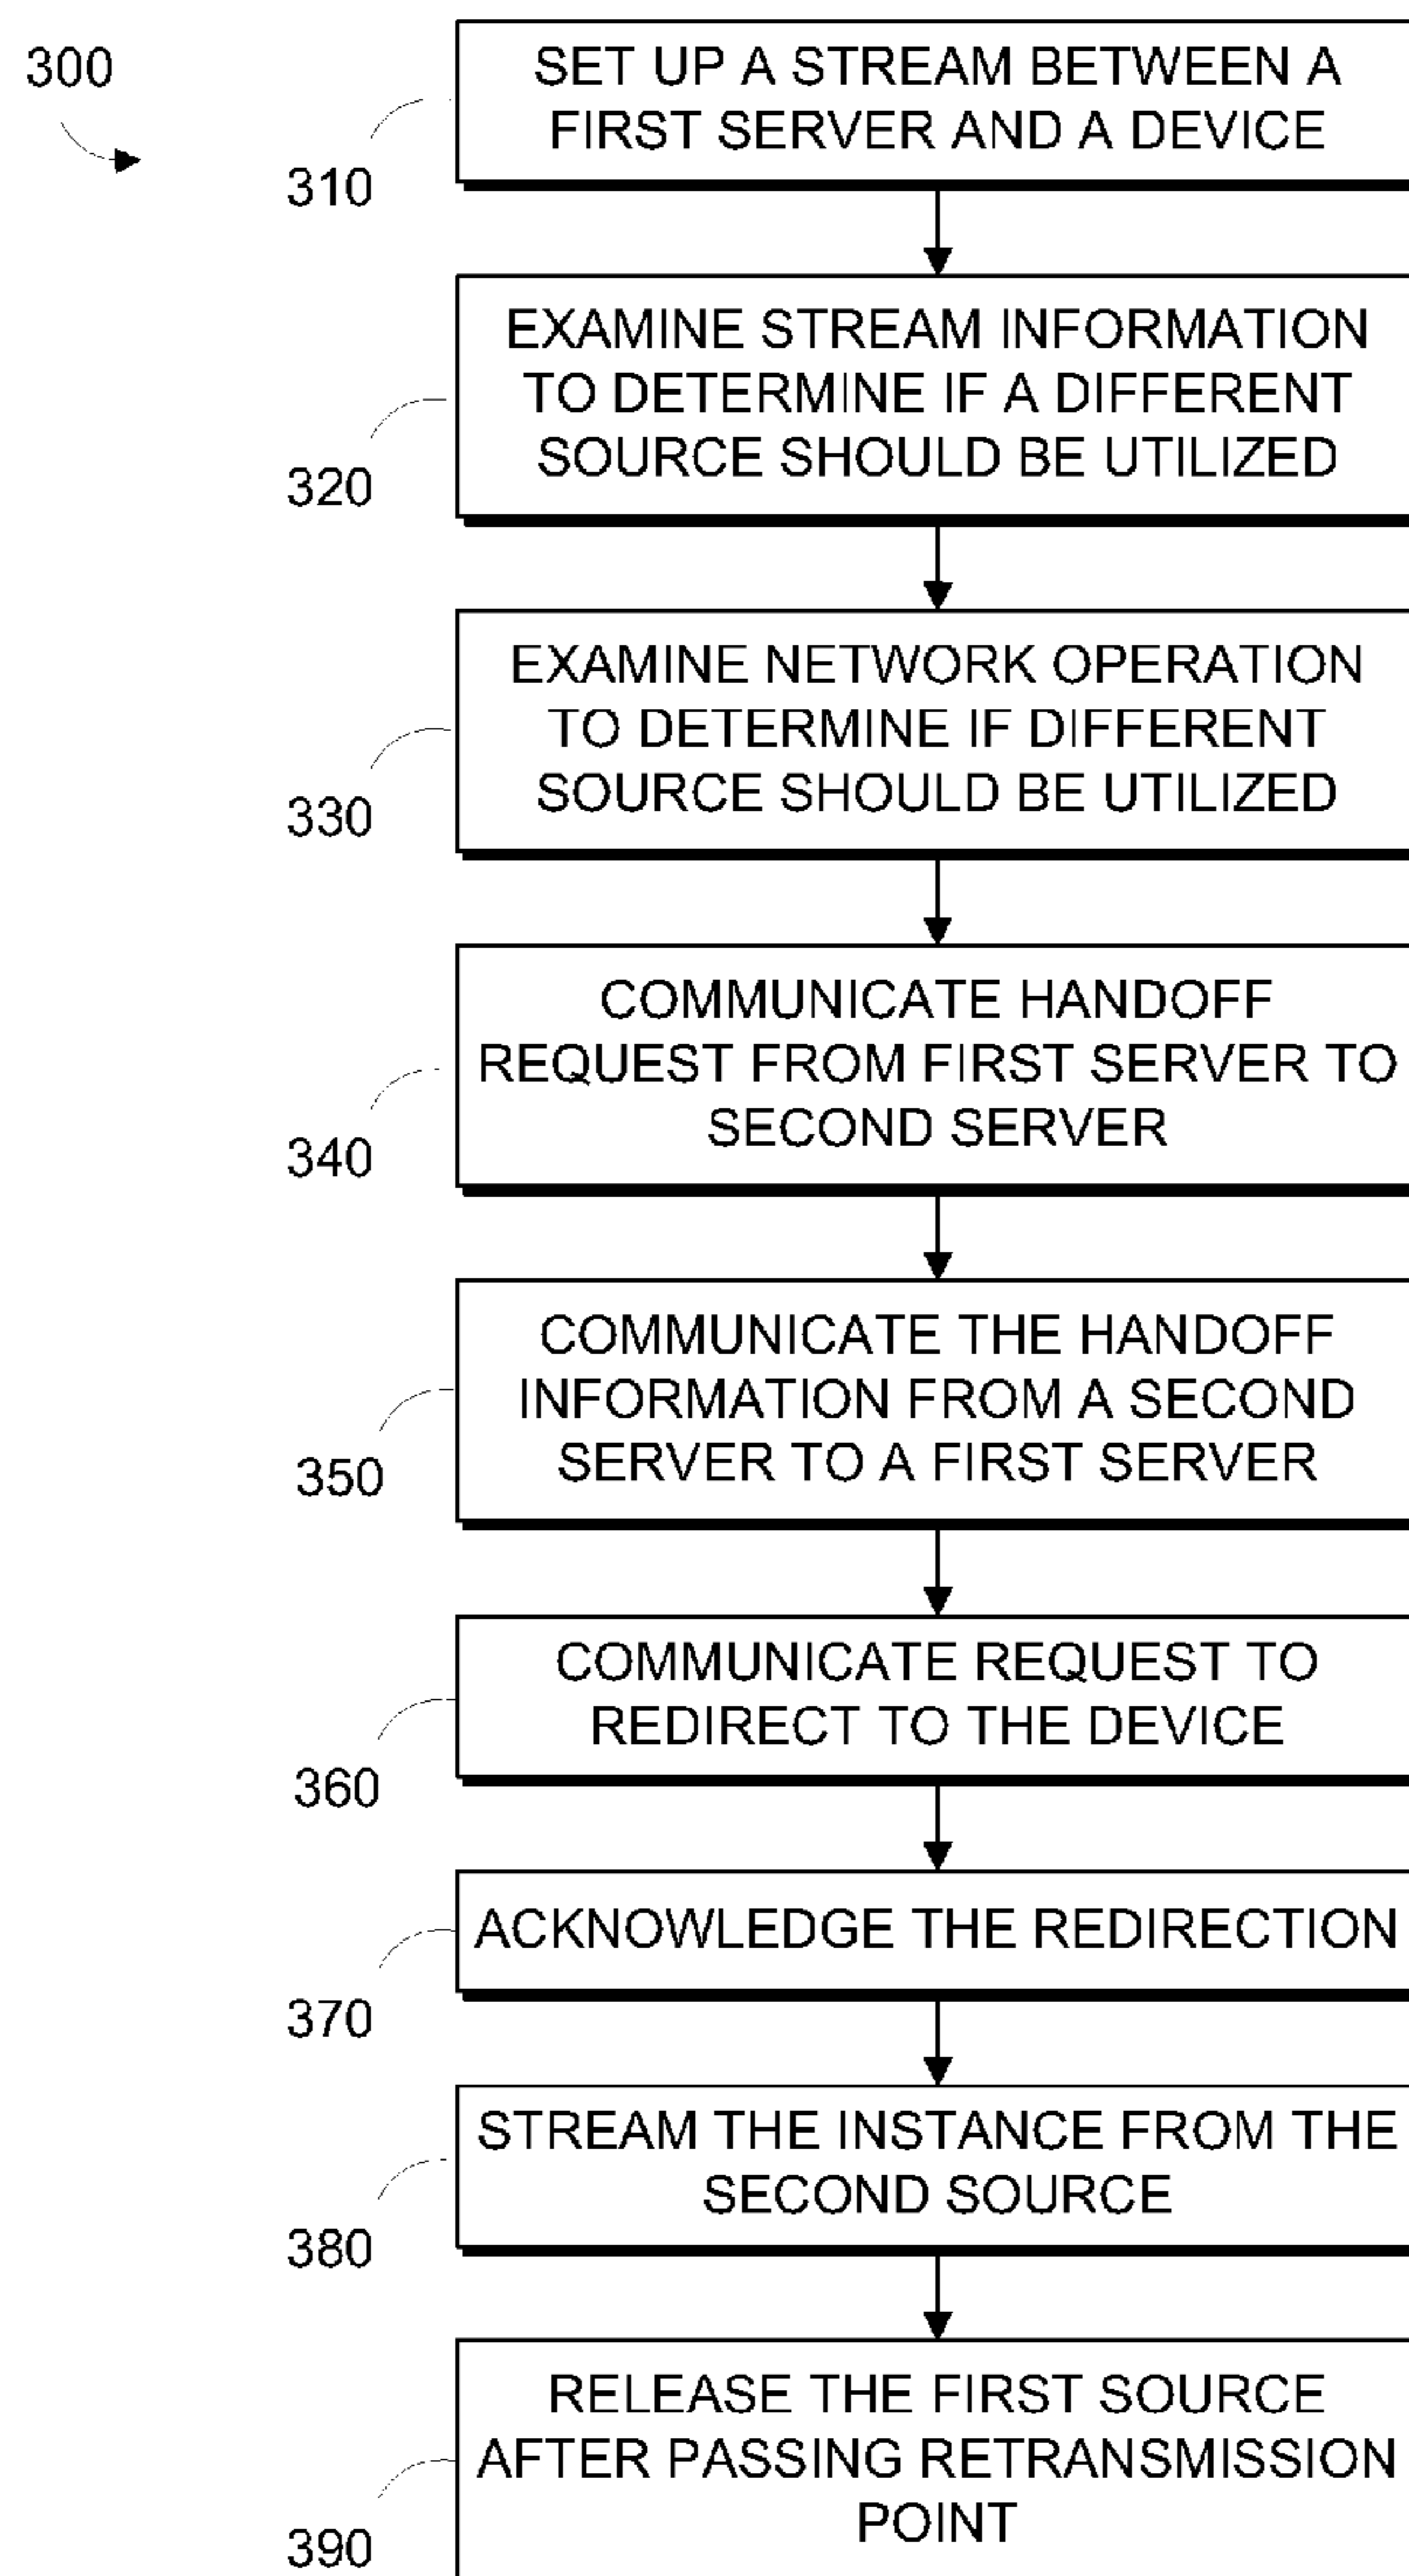 300
SET UP A STREAM BETWEEN A
FIRST SERVER AND A DEVICE
310
EXAMINE STREAM INFORMATION
TO DETERMINE IF A DIFFERENT
SOURCE SHOULD BE UTILIZED
320
EXAMINE NETWORK OPERATION
TO DETERMINE IF DIFFERENT
SOURCE SHOULD BE UTILIZED
330
COMMUNICATE HANDOFF
REQUEST FROM FIRST SERVER TO
SECOND SERVER
340
COMMUNICATE THE HANDOFF
INFORMATION FROM A SECOND
SERVER TO A FIRST SERVER
350
COMMUNICATE REQUEST TO
REDIRECT TO THE DEVICE
360
ACKNOWLEDGE THE REDIRECTION
370
STREAM THE INSTANCE FROM THE
SECOND SOURCE
380
RELEASE THE FIRST SOURCE
AFTER PASSING RETRANSMISSION
POINT
390